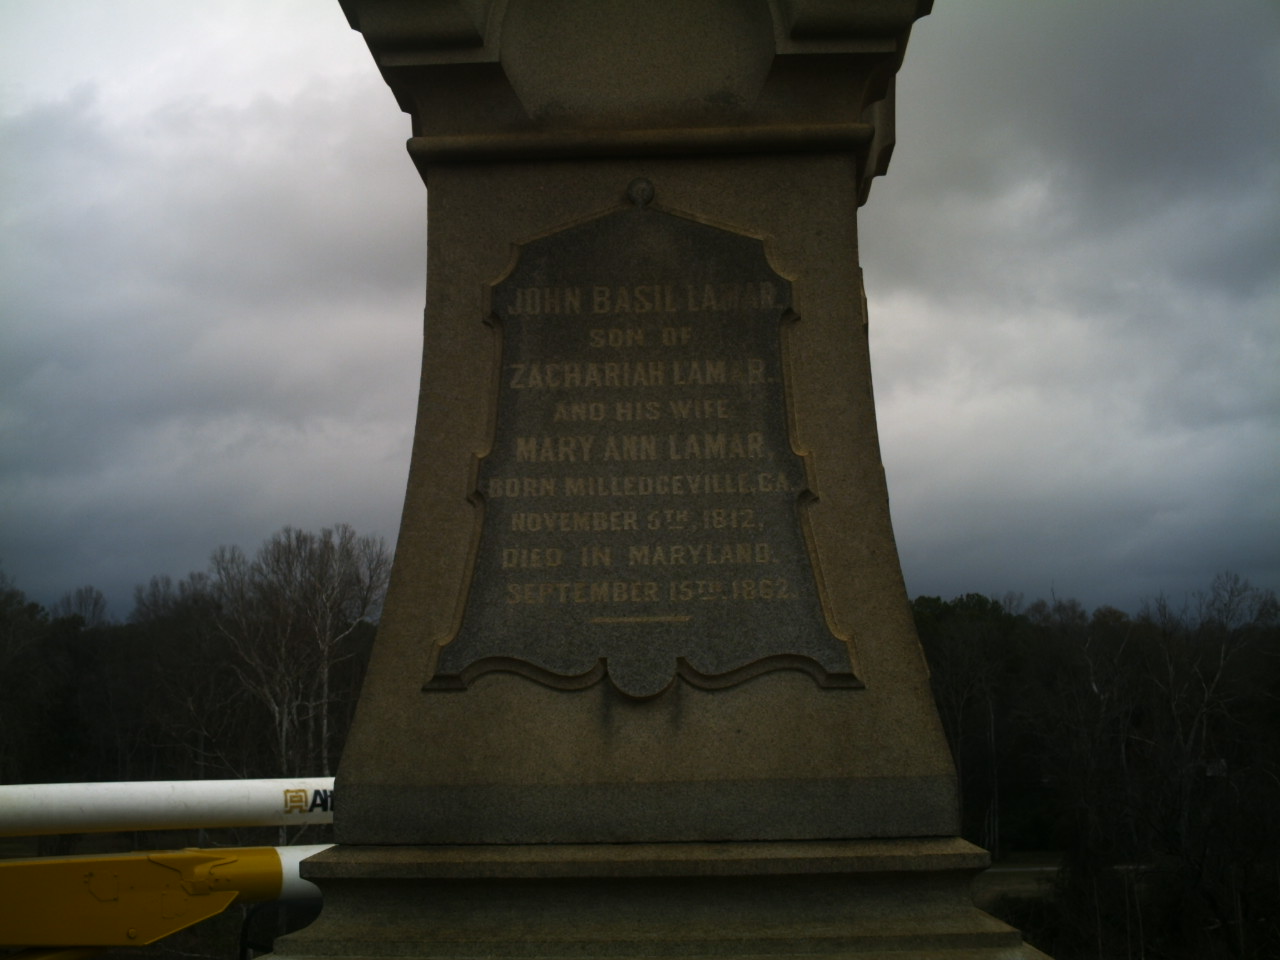 JOHN BASIL LAMAR,
SON OF
ZACHARIAH LAMAR.
AND HIS WIFE
MARY ANN LAMAR,
BORN MILLEDGEVILLE, GA.
NOVEMBER 5TH, 1812,
DIED IN MARYLAND.
SEPTEMBER 15TH, 1862.